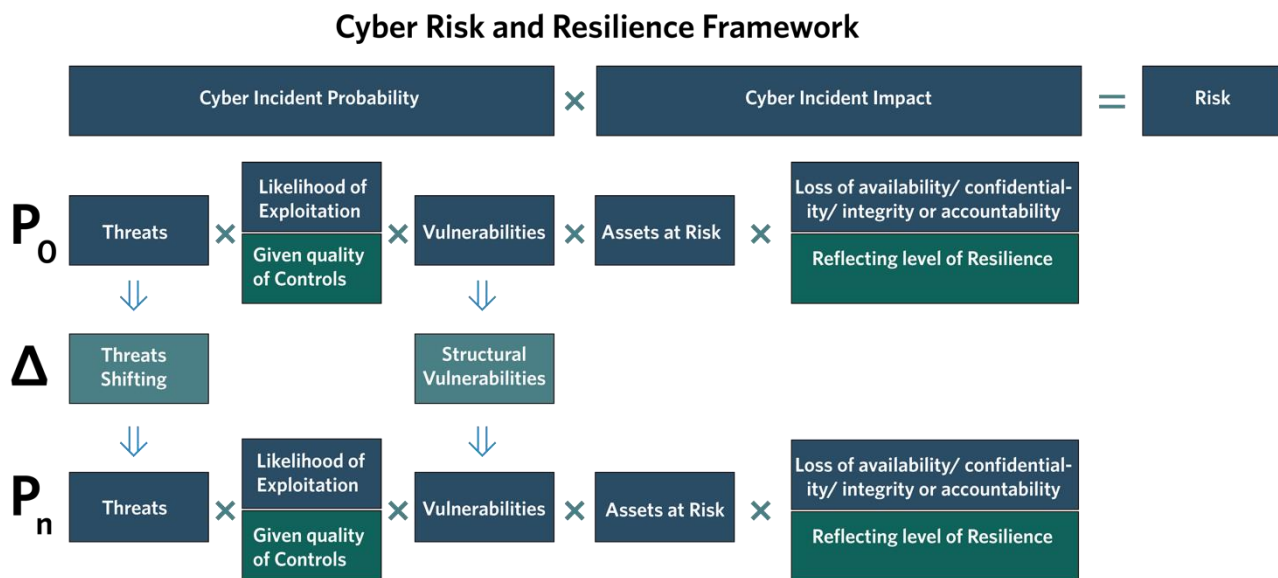 Cyber Risk and Resilience Framework
Cyber Incident Probability × Cyber Incident Impact = Risk
P0
Threats
×
Likelihood of
Exploitation
Given quality
of Controls
×
Vulnerabilities
×
Assets at Risk
×
Loss of availability/ confidential-
ity/ integrity or accountability
Reflecting level of Resilience
Δ
Threats
Shifting
Structural
Vulnerabilities
Pn
Threats
×
Likelihood of
Exploitation
Given quality
of Controls
×
Vulnerabilities
×
Assets at Risk
×
Loss of availability/ confidential-
ity/ integrity or accountability
Reflecting level of Resilience